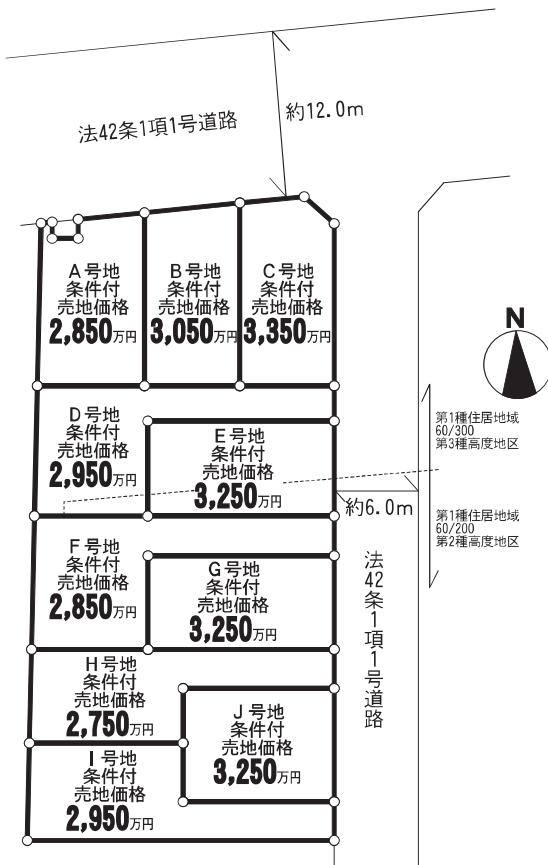 法42条1項1号道路
約12.0m
A号地
条件付
売地価格
2,850万円
B号地
条件付
売地価格
3,050万円
C号地
条件付
売地価格
3,350万円
N
D号地
条件付
売地価格
2,950万円
E号地
条件付
売地価格
3,250万円
第1種住居地域
60/300
第3種高度地区
約6.0m
第1種住居地域
60/200
第2種高度地区
F号地
条件付
売地価格
2,850万円
G号地
条件付
売地価格
3,250万円
法42条1項1号道路
H号地
条件付
売地価格
2,750万円
J号地
条件付
売地価格
3,250万円
I号地
条件付
売地価格
2,950万円